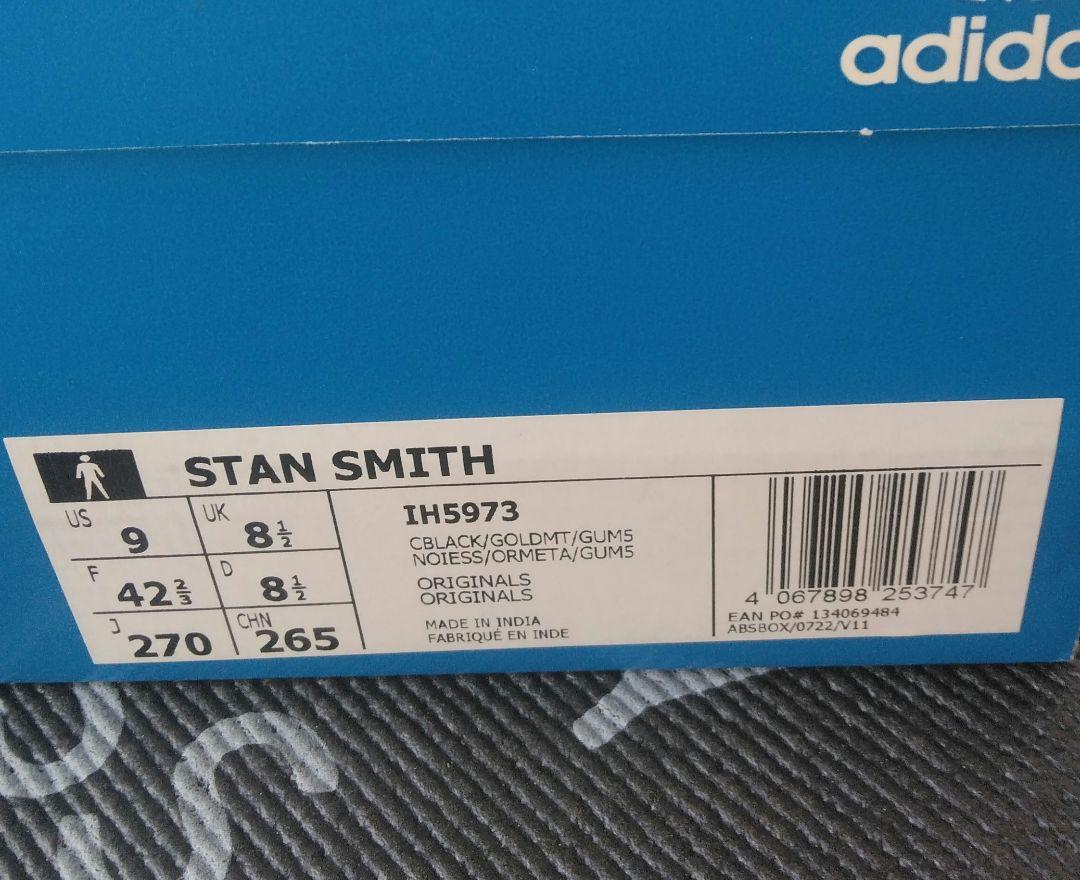 adida
STAN SMITH
US 9 UK 8½
F 42⅔ D 8½
J 270 CHN 265
IH5973
CBLACK/GOLDMT/GUM5
NOIESS/ORMETA/GUM5
ORIGINALS
ORIGINALS
MADE IN INDIA
FABRIQUÉ EN INDE
4 067898 253747
EAN PO# 134069484
ABSBOX/0722/V11